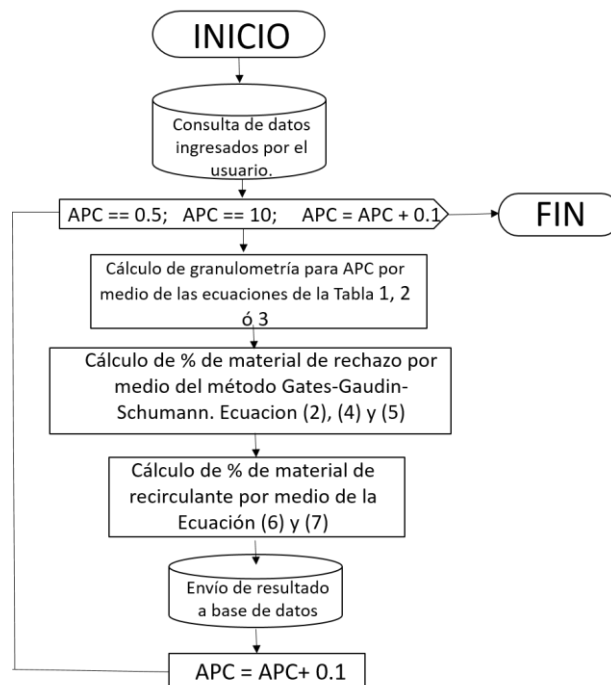 INICIO
Consulta de datos
ingresados por el
usuario.
APC == 0.5; APC == 10; APC = APC + 0.1
FIN
Cálculo de granulometría para APC por
medio de las ecuaciones de la Tabla 1, 2
ó 3
Cálculo de % de material de rechazo por
medio del método Gates-Gaudin-
Schumann. Ecuacion (2), (4) y (5)
Cálculo de % de material de
recirculante por medio de la
Ecuación (6) y (7)
Envío de resultado
a base de datos
APC = APC+ 0.1